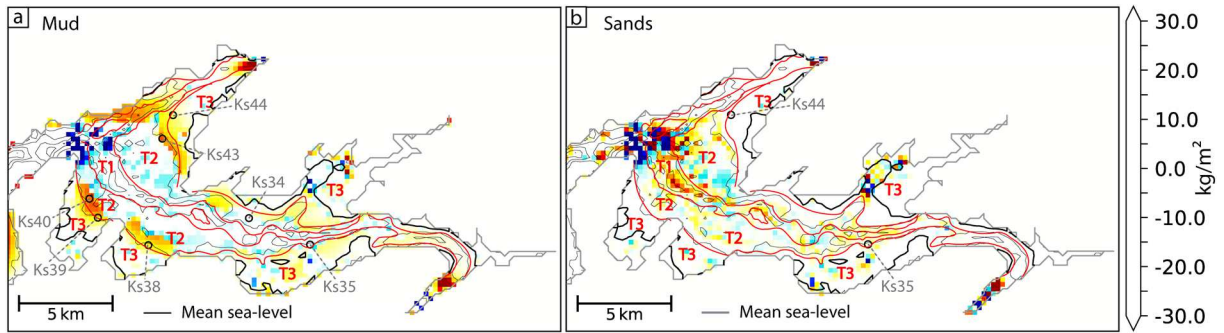 a Mud
T3
Ks44
T2
Ks43
T1
Ks34
T3
T2
Ks40
T3
T2
T3
Ks39
Ks38
T3
Ks35
5 km
Mean sea-level
b Sands
T3
Ks44
T2
T1
T3
T2
T3
T2
T3
T3
Ks35
5 km
Mean sea-level
30.0
20.0
10.0
0.0
-10.0
-20.0
-30.0
kg/m²